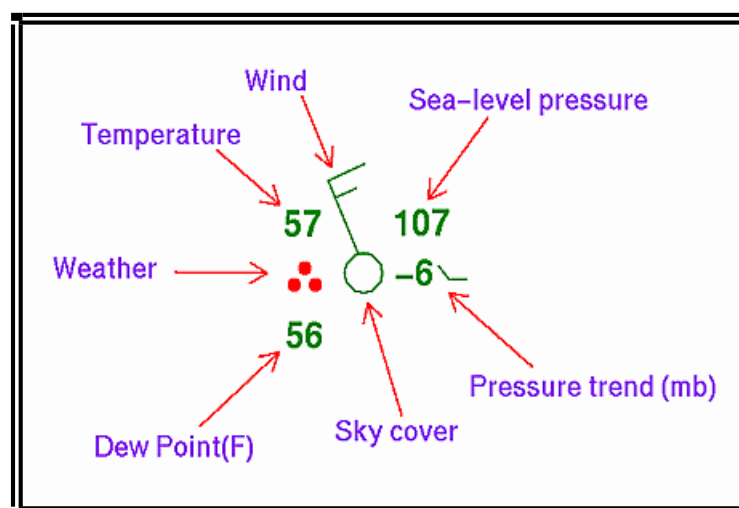 Wind
Sea-level pressure
Temperature
57
107
Weather
-6
56
Pressure trend (mb)
Sky cover
Dew Point(F)